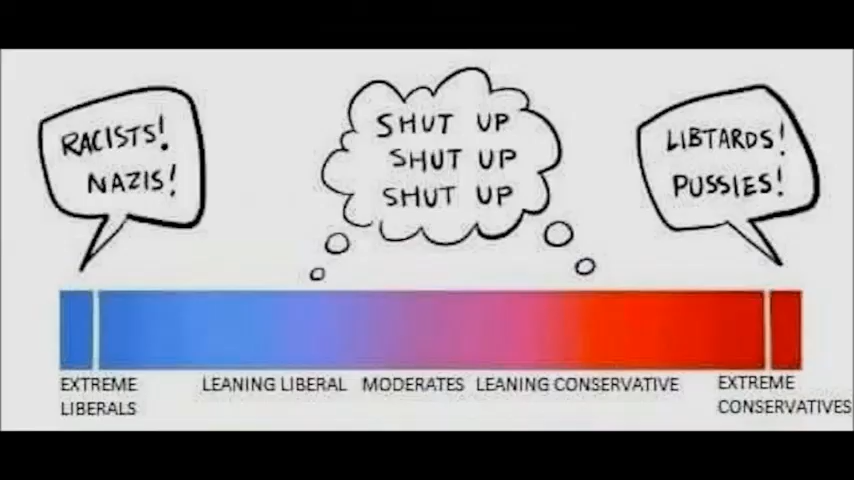 RACISTS!
NAZIS!
SHUT UP
SHUT UP
SHUT UP
LIBTARDS!
PUSSIES!
EXTREME
LIBERALS
LEANING LIBERAL
MODERATES
LEANING CONSERVATIVE
EXTREME
CONSERVATIVES